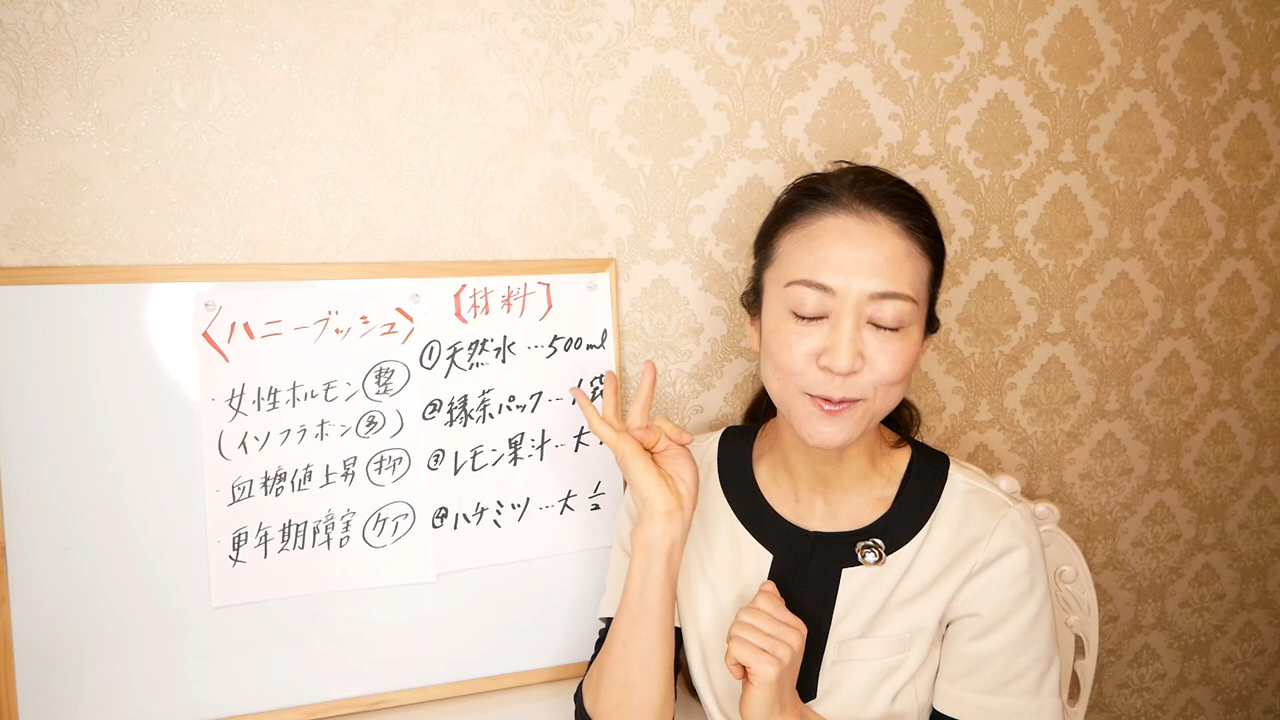 〈ハニーブッシュ〉
・女性ホルモン 整
(イソフラボン 多)
・血糖値上昇 抑
・更年期障害 ケア
【材料】
①天然水…500ml
②緑茶パック…1袋
③レモン果汁…大
④ハチミツ…大1/2